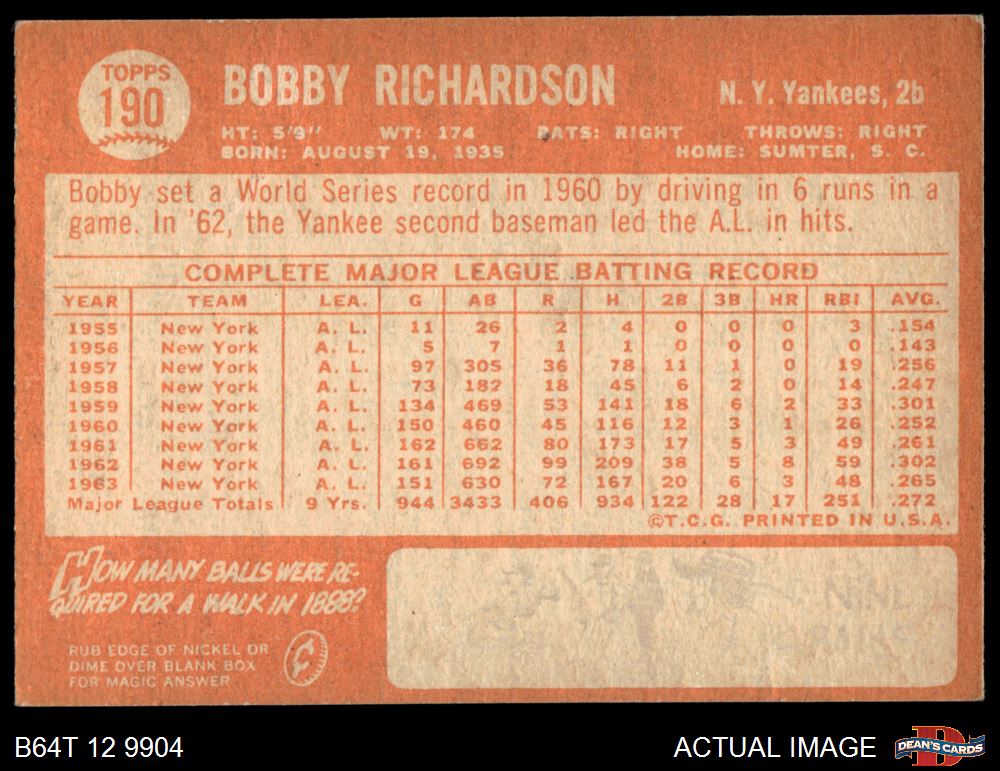 TOPPS
190
BOBBY RICHARDSON
N. Y. Yankees, 2b
HT: 5'9" WT: 174 BATS: RIGHT THROWS: RIGHT
BORN: AUGUST 19, 1935 HOME: SUMTER, S. C.
Bobby set a World Series record in 1960 by driving in 6 runs in a
game. In '62, the Yankee second baseman led the A.L. in hits.
COMPLETE MAJOR LEAGUE BATTING RECORD
YEAR TEAM LEA. G AB R H 2B 3B HR RBI AVG.
1955 New York A. L. 11 26 2 4 0 0 0 3 .154
1956 New York A. L. 5 7 1 1 0 0 0 0 .143
1957 New York A. L. 97 305 36 78 11 1 0 19 .256
1958 New York A. L. 73 182 18 45 6 2 0 14 .247
1959 New York A. L. 134 469 53 141 18 6 2 33 .301
1960 New York A. L. 150 460 45 116 12 3 1 26 .252
1961 New York A. L. 162 662 80 173 17 5 3 49 .261
1962 New York A. L. 161 692 99 209 38 5 8 59 .302
1963 New York A. L. 151 630 72 167 20 6 3 48 .265
Major League Totals 9 Yrs. 944 3433 406 934 122 28 17 251 .272
©T.C.G. PRINTED IN U.S.A.
HOW MANY BALLS WERE RE-
QUIRED FOR A WALK IN 1888?
RUB EDGE OF NICKEL OR
DIME OVER BLANK BOX
FOR MAGIC ANSWER
B64T 12 9904
ACTUAL IMAGE
DEAN'S CARDS